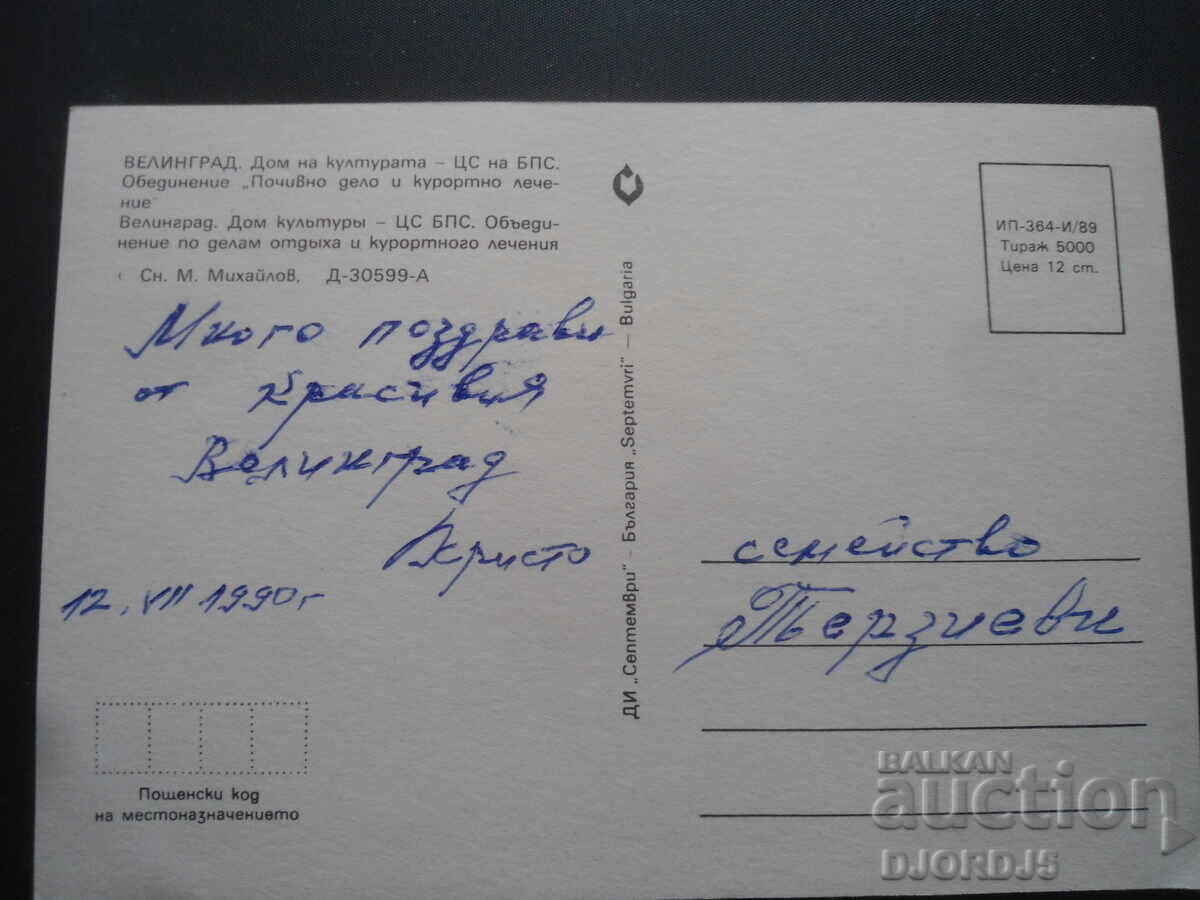 ВЕЛИНГРАД. Дом на културата – ЦС на БПС.
Обединение „Почивно дело и курортно лече-
ние"
Велинград. Дом культуры – ЦС БПС. Объеди-
нение по делам отдыха и курортного лечения
Сн. М. Михайлов, Д-30599-А
Много поздрави
от красивия
Велинград
Христо
12. VII 1990 г
Пощенски код
на местоназначението
ДИ „Септември" – България „Septemvri" – Bulgaria
ИП-364-И/89
Тираж 5000
Цена 12 ст.
семейство
Терзиеви
BALKAN
auction
DJORDJ5